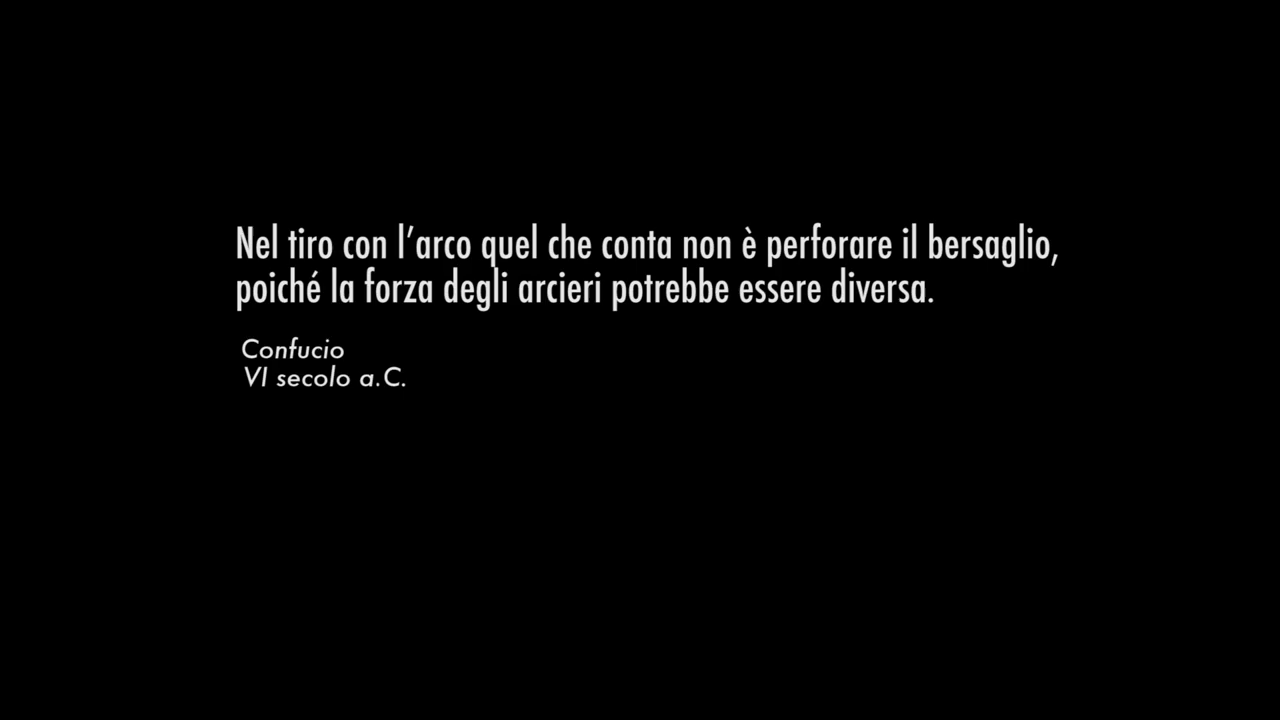 Nel tiro con l’arco quel che conta non è perforare il bersaglio,
poiché la forza degli arcieri potrebbe essere diversa.
Confucio
VI secolo a.C.